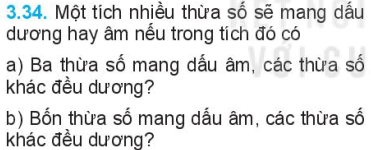 3.34. Một tích nhiều thừa số sẽ mang dấu
dương hay âm nếu trong tích đó có
a) Ba thừa số mang dấu âm, các thừa số
khác đều dương?
b) Bốn thừa số mang dấu âm, các thừa số
khác đều dương?